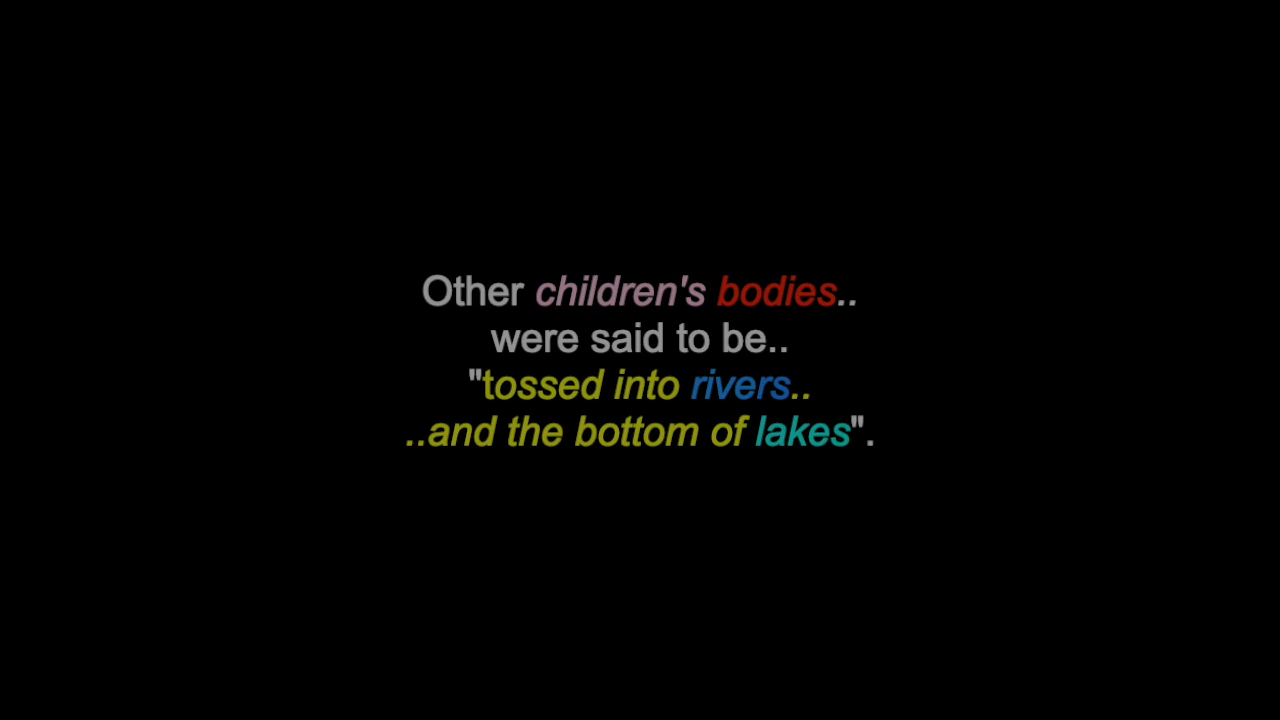 Other children's bodies..
were said to be..
"tossed into rivers..
..and the bottom of lakes".